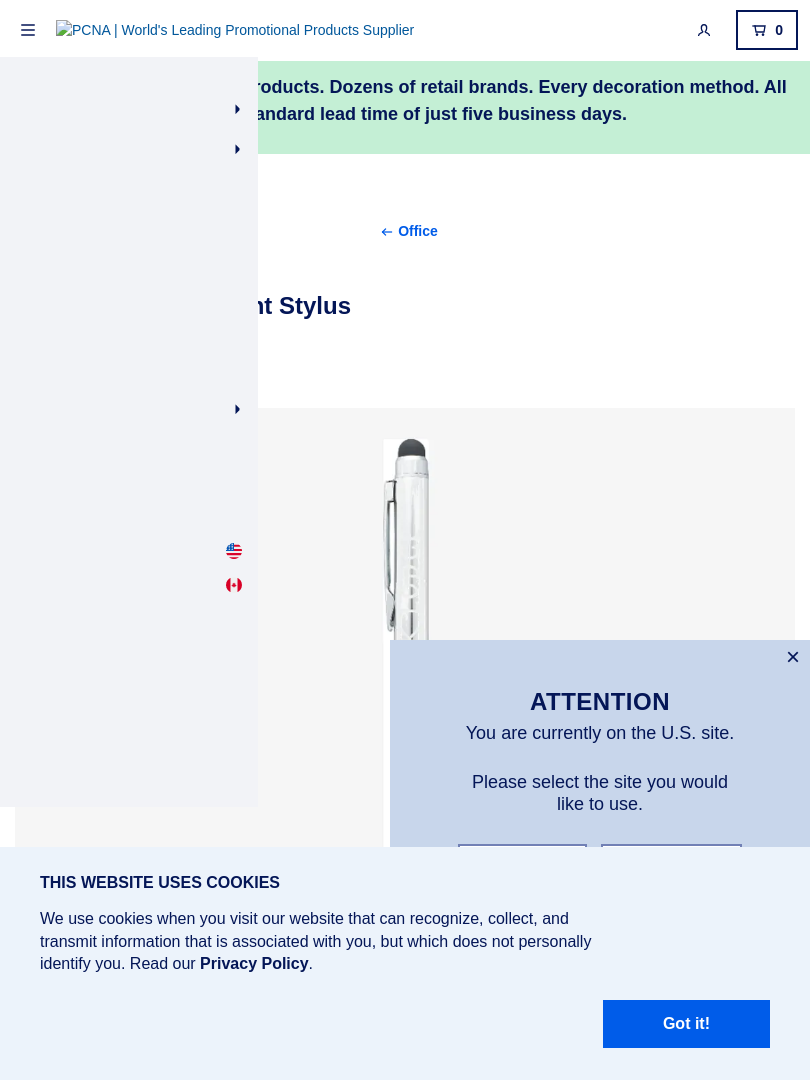 PCNA | World's Leading Promotional Products Supplier
0
roducts. Dozens of retail brands. Every decoration method. All
andard lead time of just five business days.
Office
nt Stylus
ATTENTION
You are currently on the U.S. site.
Please select the site you would
like to use.
THIS WEBSITE USES COOKIES
We use cookies when you visit our website that can recognize, collect, and
transmit information that is associated with you, but which does not personally
identify you. Read our Privacy Policy.
Got it!